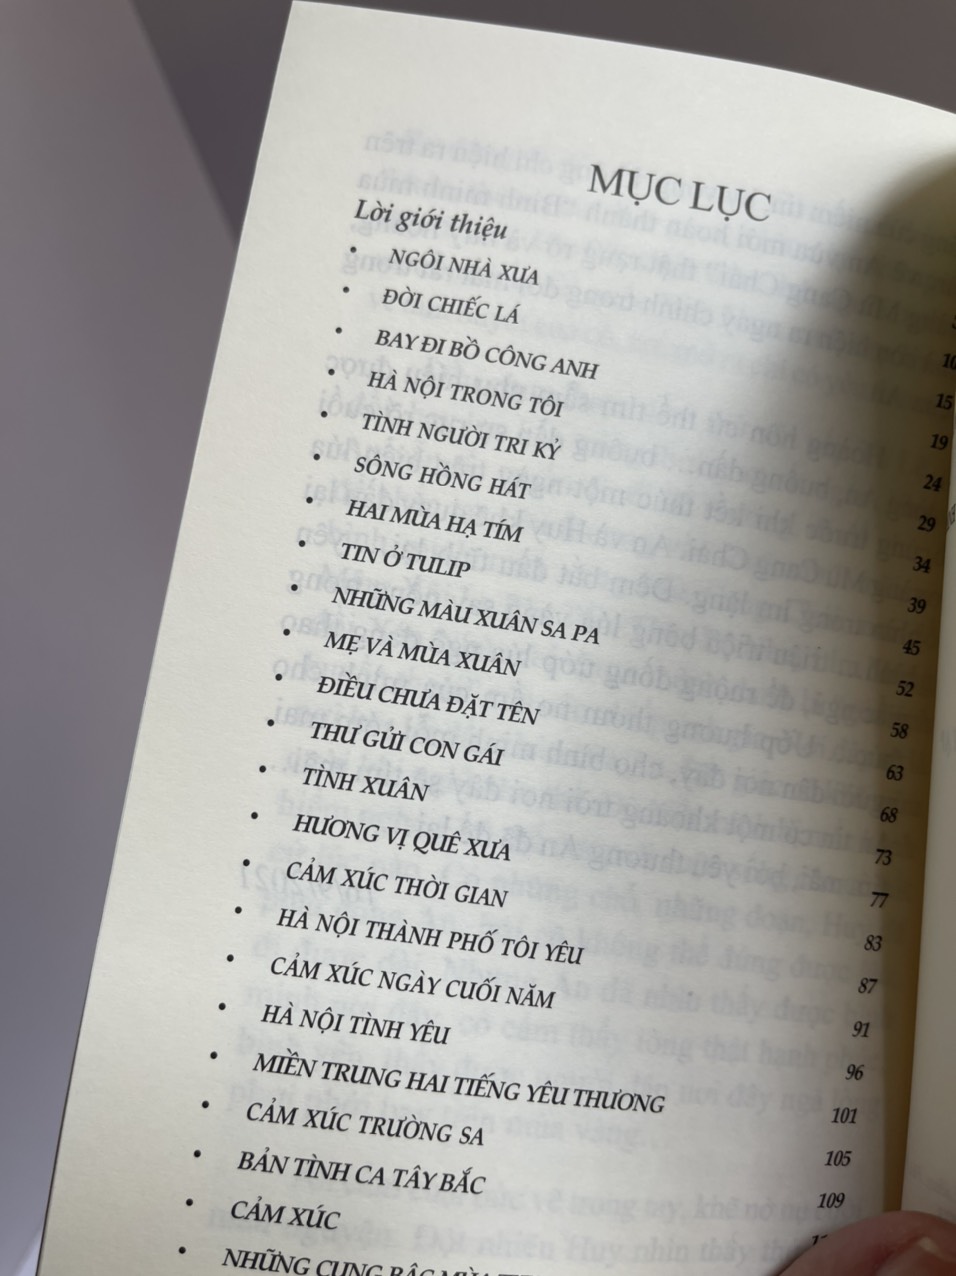 MỤC LỤC
Lời giới thiệu
• NGÔI NHÀ XƯA 10
• ĐỜI CHIẾC LÁ 15
• BAY ĐI BỒ CÔNG ANH 19
• HÀ NỘI TRONG TÔI 24
• TÌNH NGƯỜI TRI KỶ 29
• SÔNG HỒNG HÁT 34
• HAI MÙA HẠ TÍM 39
• TIN Ở TULIP 45
• NHỮNG MÀU XUÂN SA PA 52
• MẸ VÀ MÙA XUÂN 58
• ĐIỀU CHƯA ĐẶT TÊN 63
• THƯ GỬI CON GÁI 68
• TÌNH XUÂN 73
• HƯƠNG VỊ QUÊ XƯA 77
• CẢM XÚC THỜI GIAN 83
• HÀ NỘI THÀNH PHỐ TÔI YÊU 87
• CẢM XÚC NGÀY CUỐI NĂM 91
• HÀ NỘI TÌNH YÊU 96
• MIỀN TRUNG HAI TIẾNG YÊU THƯƠNG 101
• CẢM XÚC TRƯỜNG SA 105
• BẢN TÌNH CA TÂY BẮC 109
• CẢM XÚC
• NHỮNG CUNG BẬC MÙA